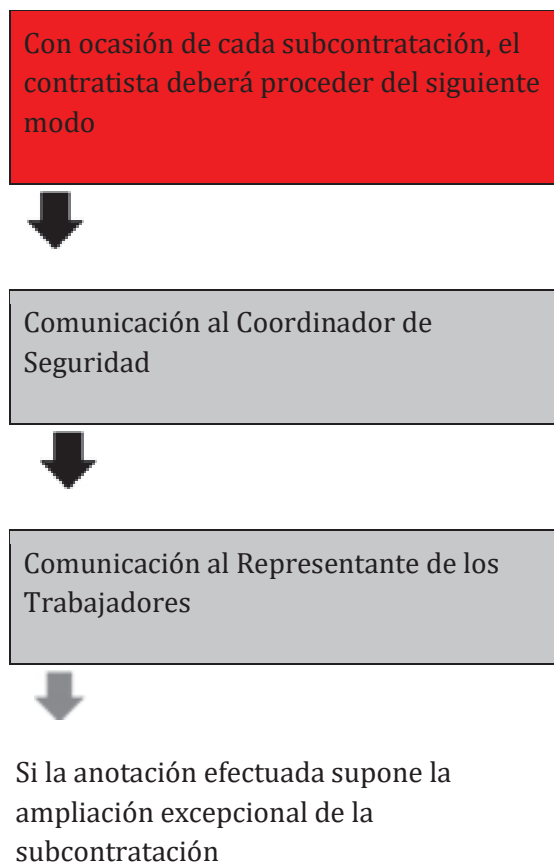 Con ocasión de cada subcontratación, el
contratista deberá proceder del siguiente
modo
Comunicación al Coordinador de
Seguridad
Comunicación al Representante de los
Trabajadores
Si la anotación efectuada supone la
ampliación excepcional de la
subcontratación